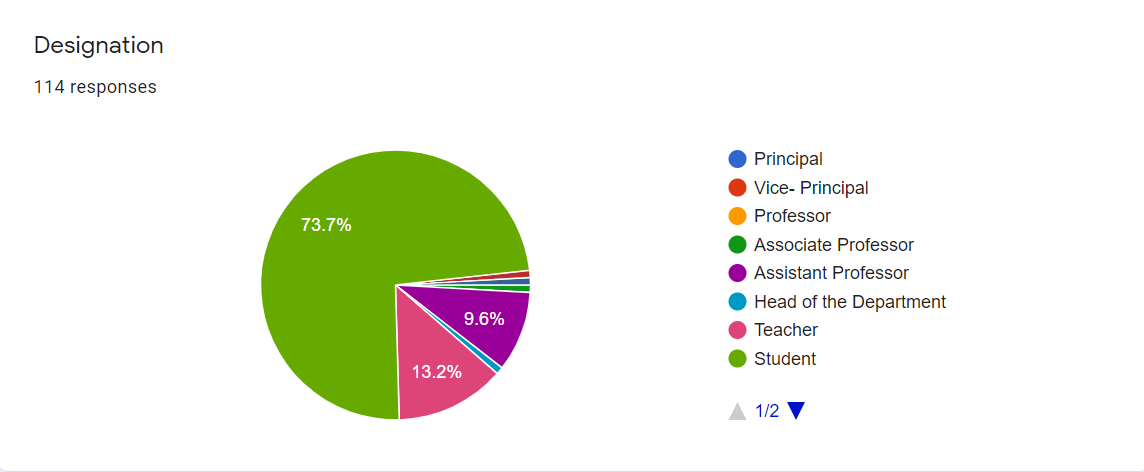 Designation
114 responses
73.7%
9.6%
13.2%
Principal
Vice- Principal
Professor
Associate Professor
Assistant Professor
Head of the Department
Teacher
Student
1/2